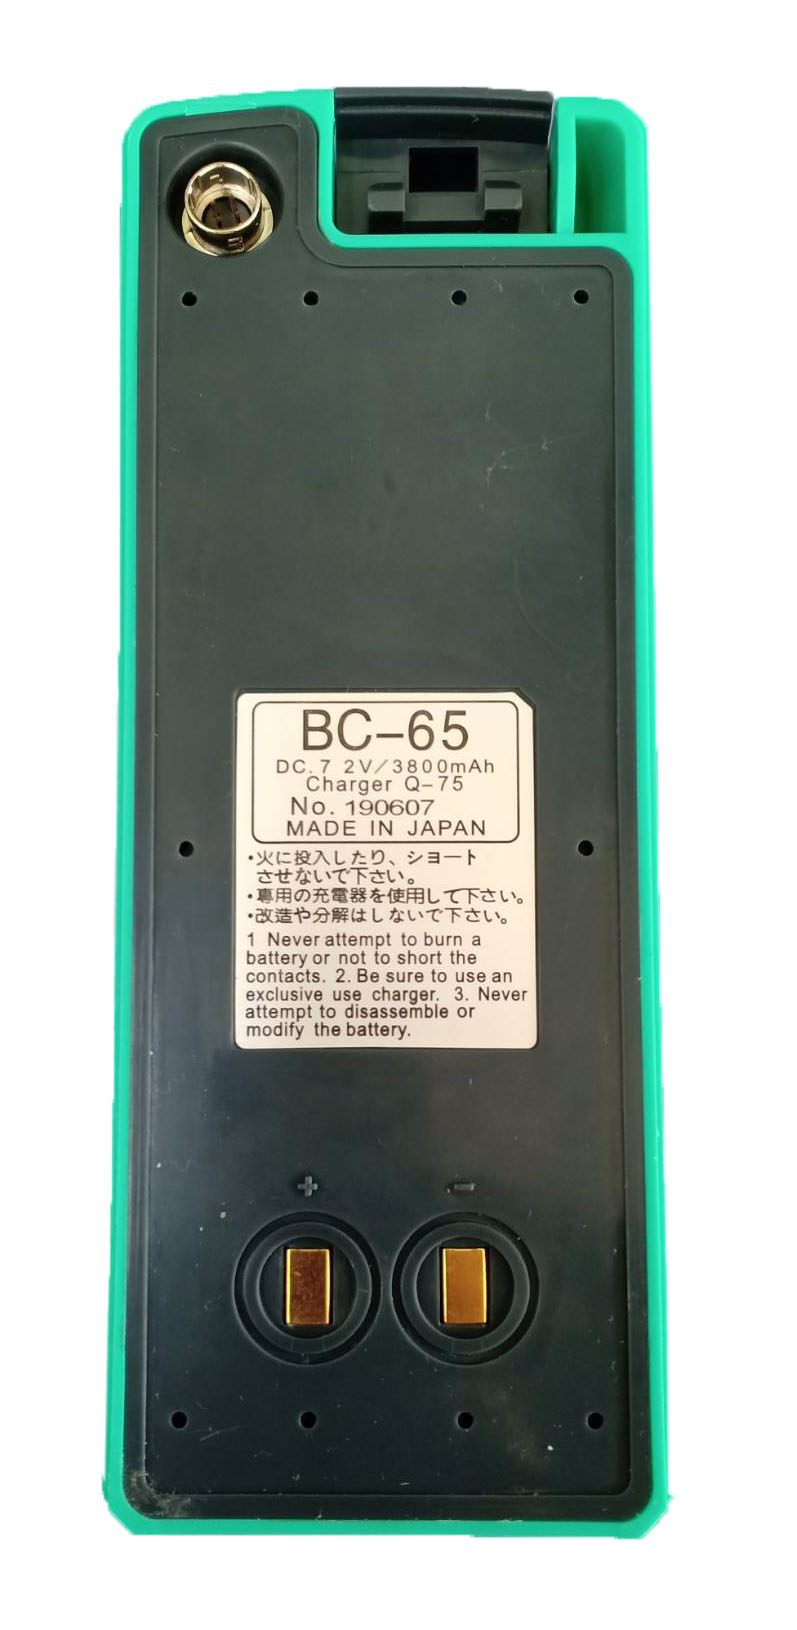 BC-65
DC.7 2V/3800mAh
Charger Q-75
No. 190607
MADE IN JAPAN
・火に投入したり、ショート
させないで下さい。
・専用の充電器を使用して下さい。
・改造や分解はしないで下さい。
1 Never attempt to burn a
battery or not to short the
contacts. 2. Be sure to use an
exclusive use charger. 3. Never
attempt to disassemble or
modify the battery.
+ -